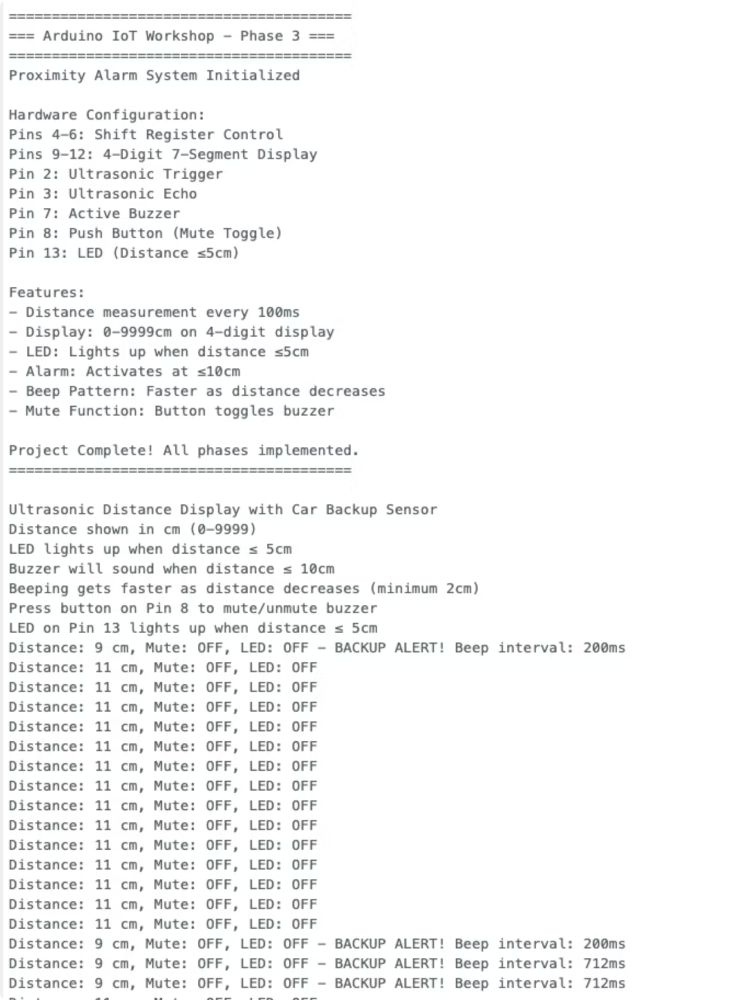 ========================================
=== Arduino IoT Workshop – Phase 3 ===
========================================
Proximity Alarm System Initialized
Hardware Configuration:
Pins 4–6: Shift Register Control
Pins 9–12: 4–Digit 7–Segment Display
Pin 2: Ultrasonic Trigger
Pin 3: Ultrasonic Echo
Pin 7: Active Buzzer
Pin 8: Push Button (Mute Toggle)
Pin 13: LED (Distance ≤5cm)
Features:
– Distance measurement every 100ms
– Display: 0–9999cm on 4–digit display
– LED: Lights up when distance ≤5cm
– Alarm: Activates at ≤10cm
– Beep Pattern: Faster as distance decreases
– Mute Function: Button toggles buzzer
Project Complete! All phases implemented.
========================================
Ultrasonic Distance Display with Car Backup Sensor
Distance shown in cm (0–9999)
LED lights up when distance ≤ 5cm
Buzzer will sound when distance ≤ 10cm
Beeping gets faster as distance decreases (minimum 2cm)
Press button on Pin 8 to mute/unmute buzzer
LED on Pin 13 lights up when distance ≤ 5cm
Distance: 9 cm, Mute: OFF, LED: OFF – BACKUP ALERT! Beep interval: 200ms
Distance: 11 cm, Mute: OFF, LED: OFF
Distance: 11 cm, Mute: OFF, LED: OFF
Distance: 11 cm, Mute: OFF, LED: OFF
Distance: 11 cm, Mute: OFF, LED: OFF
Distance: 11 cm, Mute: OFF, LED: OFF
Distance: 11 cm, Mute: OFF, LED: OFF
Distance: 11 cm, Mute: OFF, LED: OFF
Distance: 11 cm, Mute: OFF, LED: OFF
Distance: 11 cm, Mute: OFF, LED: OFF
Distance: 11 cm, Mute: OFF, LED: OFF
Distance: 11 cm, Mute: OFF, LED: OFF
Distance: 11 cm, Mute: OFF, LED: OFF
Distance: 11 cm, Mute: OFF, LED: OFF
Distance: 11 cm, Mute: OFF, LED: OFF
Distance: 9 cm, Mute: OFF, LED: OFF – BACKUP ALERT! Beep interval: 200ms
Distance: 9 cm, Mute: OFF, LED: OFF – BACKUP ALERT! Beep interval: 712ms
Distance: 9 cm, Mute: OFF, LED: OFF – BACKUP ALERT! Beep interval: 712ms